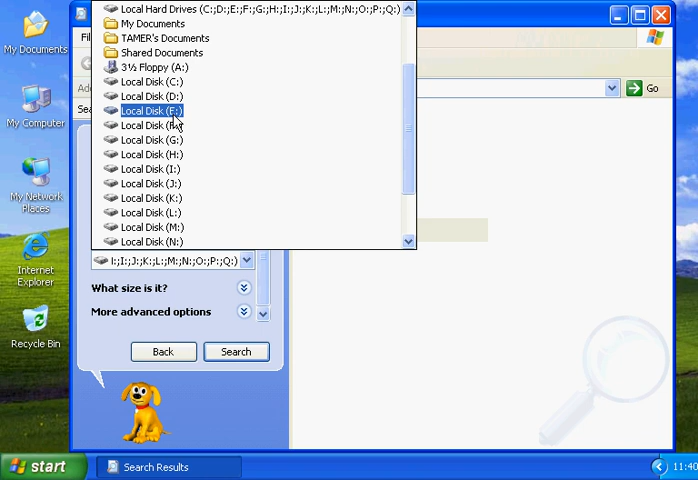 Local Hard Drives (C:;D:;E:;F:;G:;H:;I:;J:;K:;L:;M:;N:;O:;P:;Q:)
My Documents
TAMER's Documents
Shared Documents
3½ Floppy (A:)
Local Disk (C:)
Local Disk (D:)
Local Disk (E:)
Local Disk (F:)
Local Disk (G:)
Local Disk (H:)
Local Disk (I:)
Local Disk (J:)
Local Disk (K:)
Local Disk (L:)
Local Disk (M:)
Local Disk (N:)
I:;I:;J:;K:;L:;M:;N:;O:;P:;Q:)
What size is it?
More advanced options
Back
Search
Go
My Documents
My Computer
My Network
Places
Internet
Explorer
Recycle Bin
start
Search Results
11:40